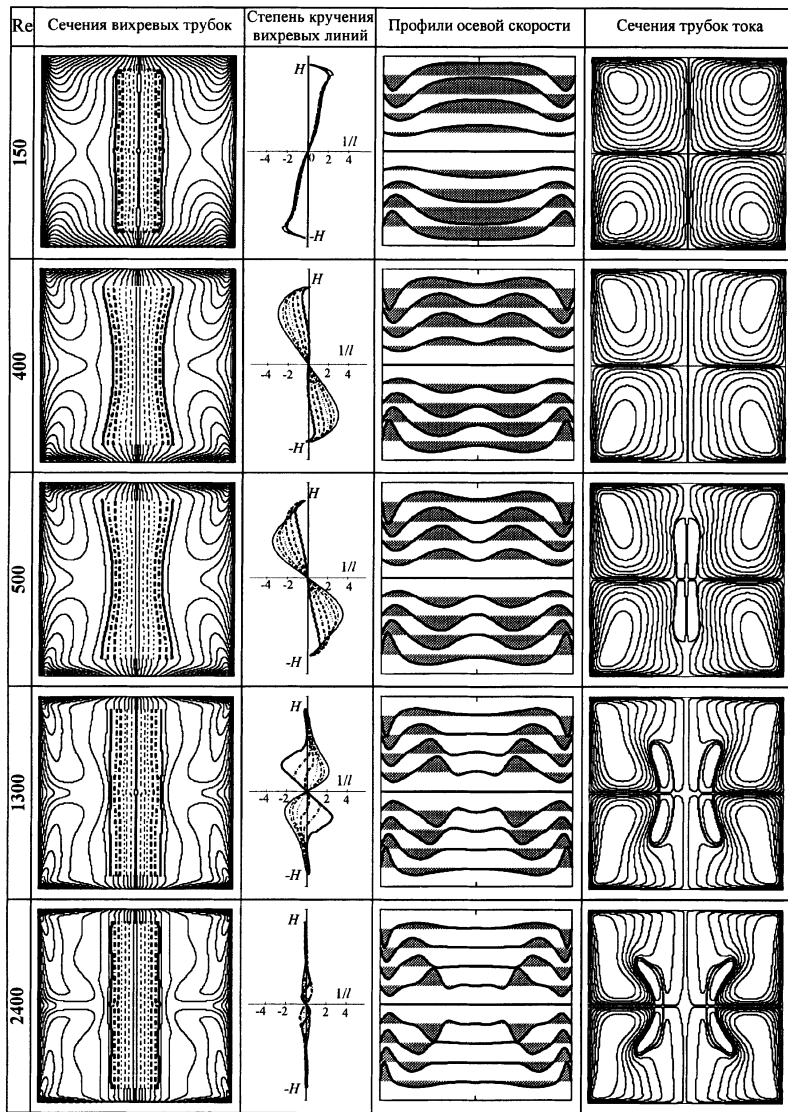 Re
Сечения вихревых трубок
Степень кручения
вихревых линий
Профили осевой скорости
Сечения трубок тока
150
H
1/l
-4 -2 0 2 4
-H
400
H
1/l
-4 -2 2 4
-H
500
H
1/l
-4 -2 2 4
-H
1300
H
1/l
-4 -2 2 4
-H
2400
H
1/l
-4 -2 0 2 4
-H